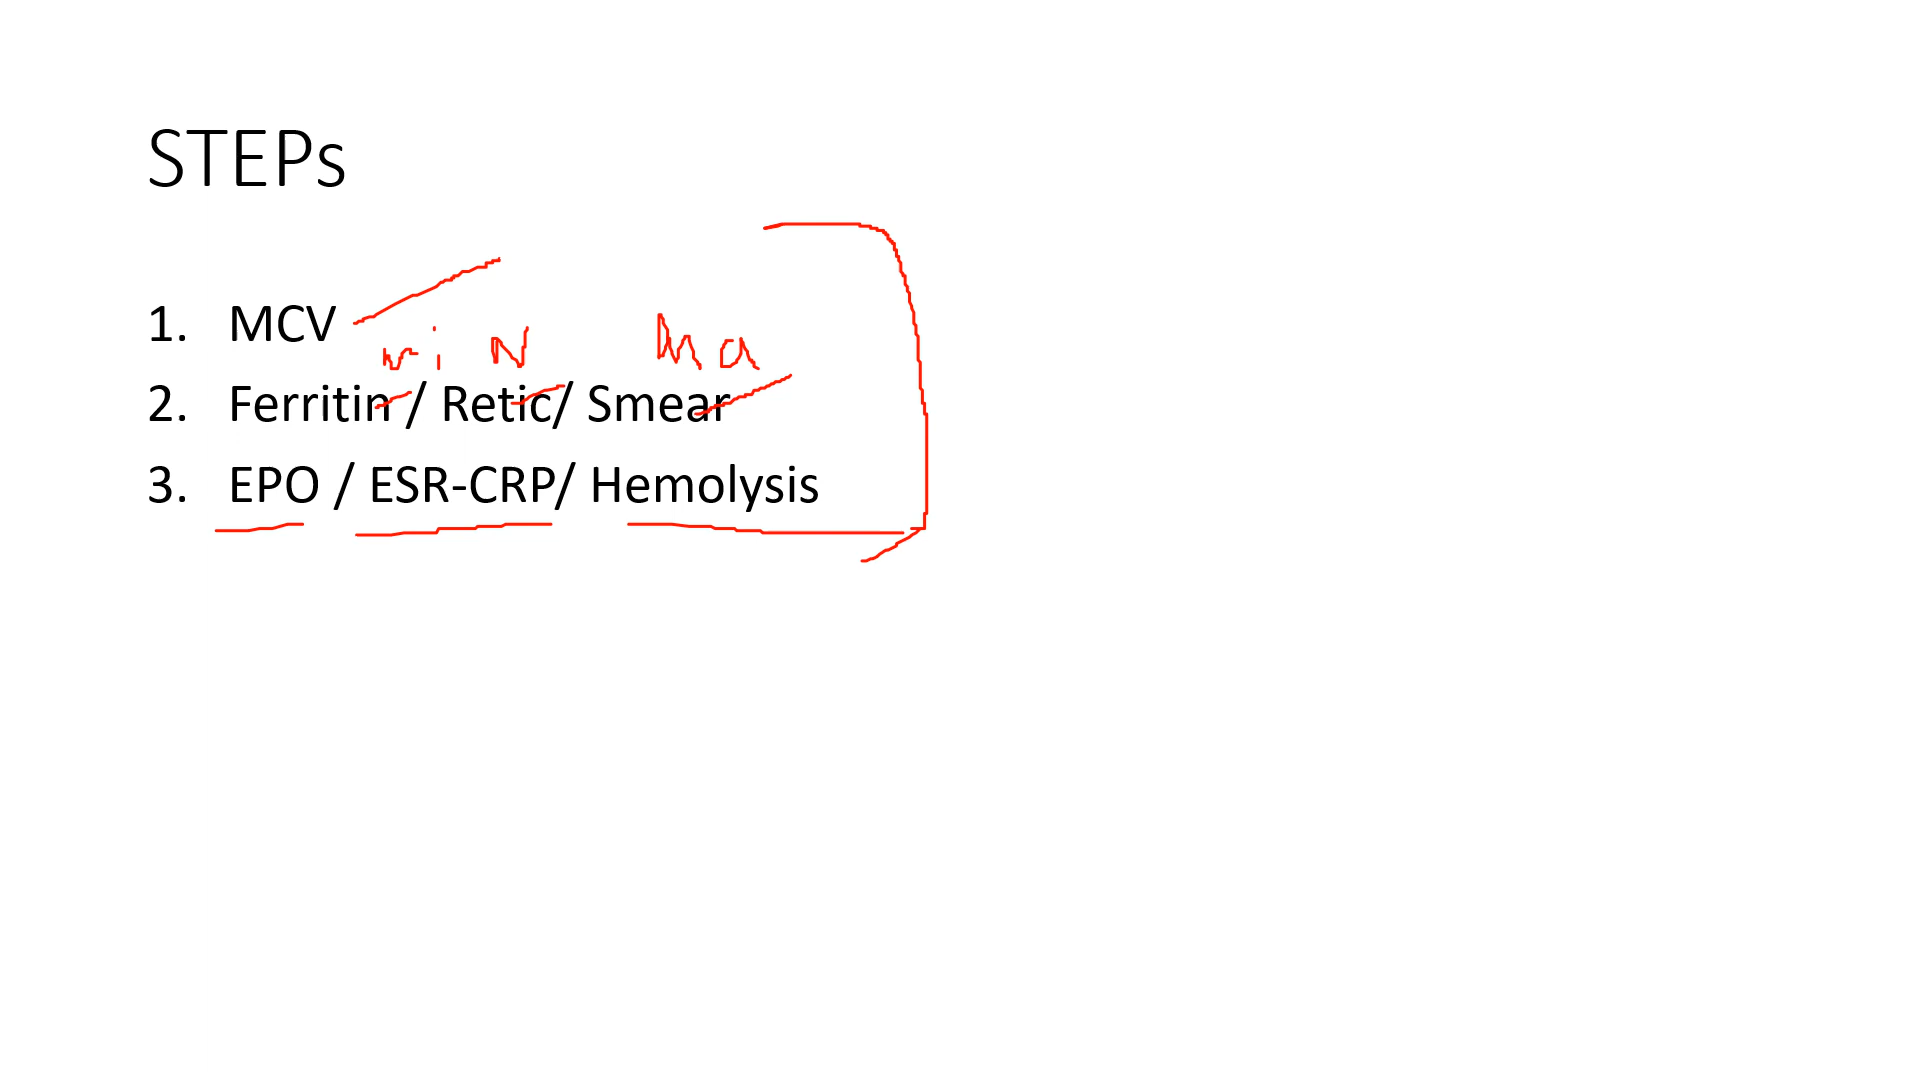 STEPs
1. MCV
mi N Ma
2. Ferritin / Retic/ Smear
3. EPO / ESR-CRP/ Hemolysis